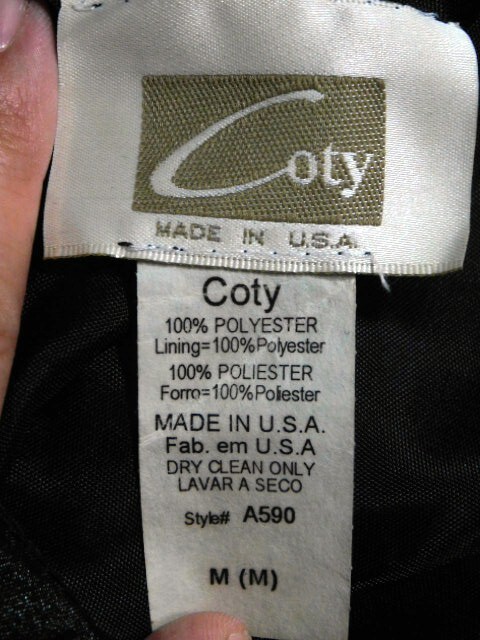 Coty
MADE IN U.S.A.
Coty
100% POLYESTER
Lining=100%Polyester
100% POLIESTER
Forro=100%Poliester
MADE IN U.S.A.
Fab. em U.S.A
DRY CLEAN ONLY
LAVAR A SECO
Style# A590
M (M)